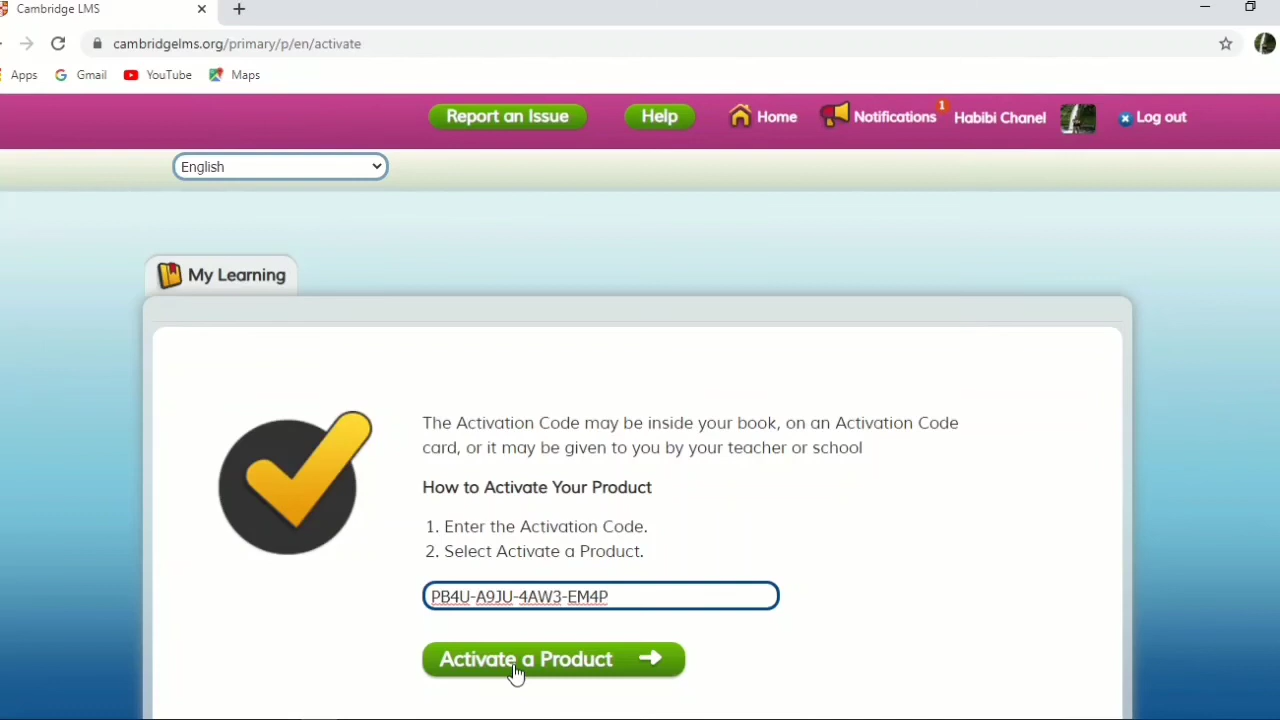 Cambridge LMS
cambridgelms.org/primary/p/en/activate
Apps Gmail YouTube Maps
Report an Issue Help Home Notifications 1 Habibi Chanel Log out
English
My Learning
The Activation Code may be inside your book, on an Activation Code
card, or it may be given to you by your teacher or school
How to Activate Your Product
1. Enter the Activation Code.
2. Select Activate a Product.
PB4U-A9JU-4AW3-EM4P
Activate a Product